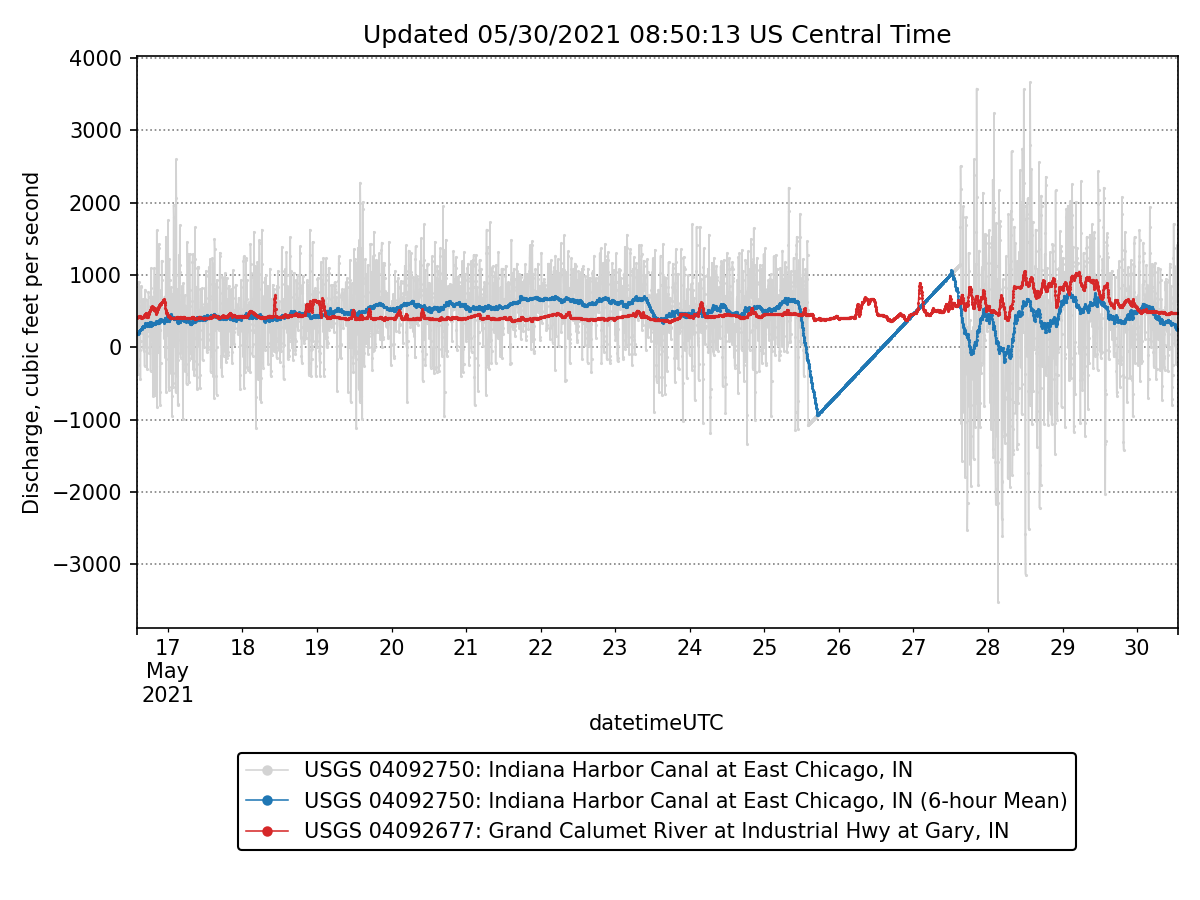 Updated 05/30/2021 08:50:13 US Central Time
4000
3000
2000
1000
0
−1000
−2000
−3000
Discharge, cubic feet per second
17 18 19 20 21 22 23 24 25 26 27 28 29 30
May
2021
datetimeUTC
USGS 04092750: Indiana Harbor Canal at East Chicago, IN
USGS 04092750: Indiana Harbor Canal at East Chicago, IN (6-hour Mean)
USGS 04092677: Grand Calumet River at Industrial Hwy at Gary, IN